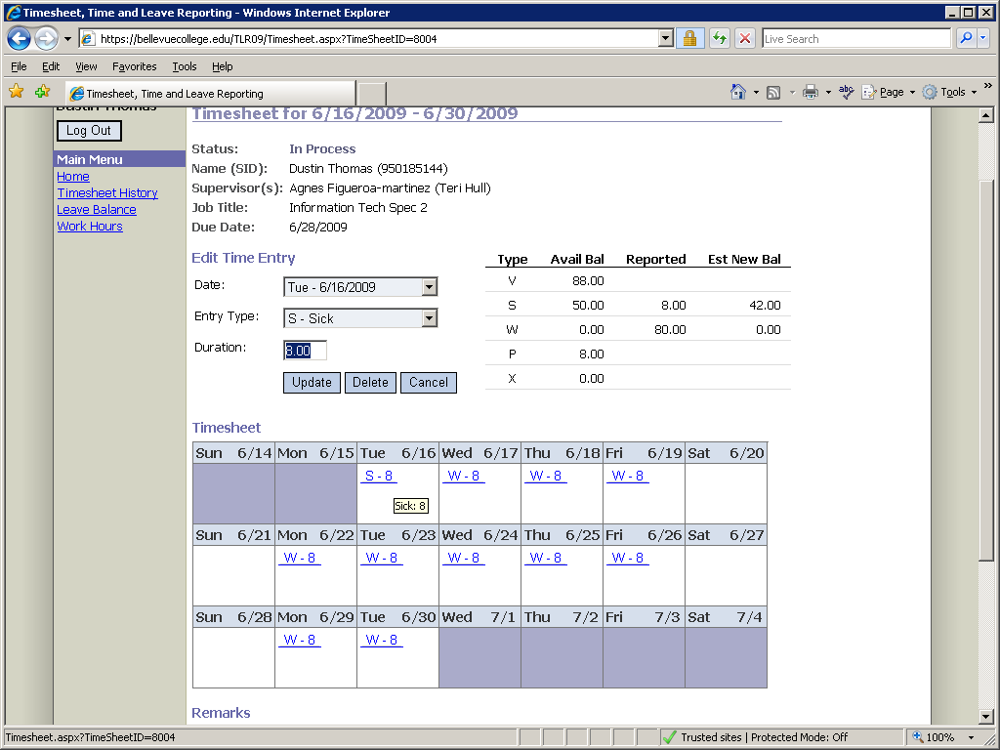 Timesheet, Time and Leave Reporting - Windows Internet Explorer
https://bellevuecollege.edu/TLR09/Timesheet.aspx?TimeSheetID=8004
Live Search
File Edit View Favorites Tools Help
Timesheet, Time and Leave Reporting
Page Tools
Dustin Thomas
Log Out
Main Menu
Home
Timesheet History
Leave Balance
Work Hours
Timesheet for 6/16/2009 - 6/30/2009
Status: In Process
Name (SID): Dustin Thomas (950185144)
Supervisor(s): Agnes Figueroa-martinez (Teri Hull)
Job Title: Information Tech Spec 2
Due Date: 6/28/2009
Edit Time Entry
Date: Tue - 6/16/2009
Entry Type: S - Sick
Duration: 8.00
Update Delete Cancel
Type Avail Bal Reported Est New Bal
V 88.00
S 50.00 8.00 42.00
W 0.00 80.00 0.00
P 8.00
X 0.00
Timesheet
Sun 6/14 Mon 6/15 Tue 6/16 Wed 6/17 Thu 6/18 Fri 6/19 Sat 6/20
S - 8 W - 8 W - 8 W - 8
Sick: 8
Sun 6/21 Mon 6/22 Tue 6/23 Wed 6/24 Thu 6/25 Fri 6/26 Sat 6/27
W - 8 W - 8 W - 8 W - 8 W - 8
Sun 6/28 Mon 6/29 Tue 6/30 Wed 7/1 Thu 7/2 Fri 7/3 Sat 7/4
W - 8 W - 8
Remarks
Timesheet.aspx?TimeSheetID=8004
Trusted sites | Protected Mode: Off
100%